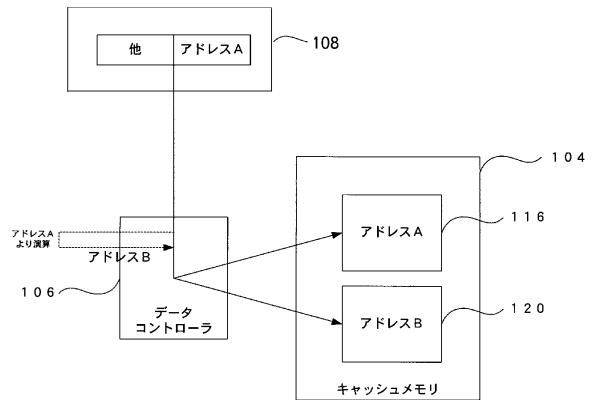 他 アドレスA
108
104
アドレスA
116
アドレスA
より演算
アドレスB
106
データ
コントローラ
アドレスB
120
キャッシュメモリ